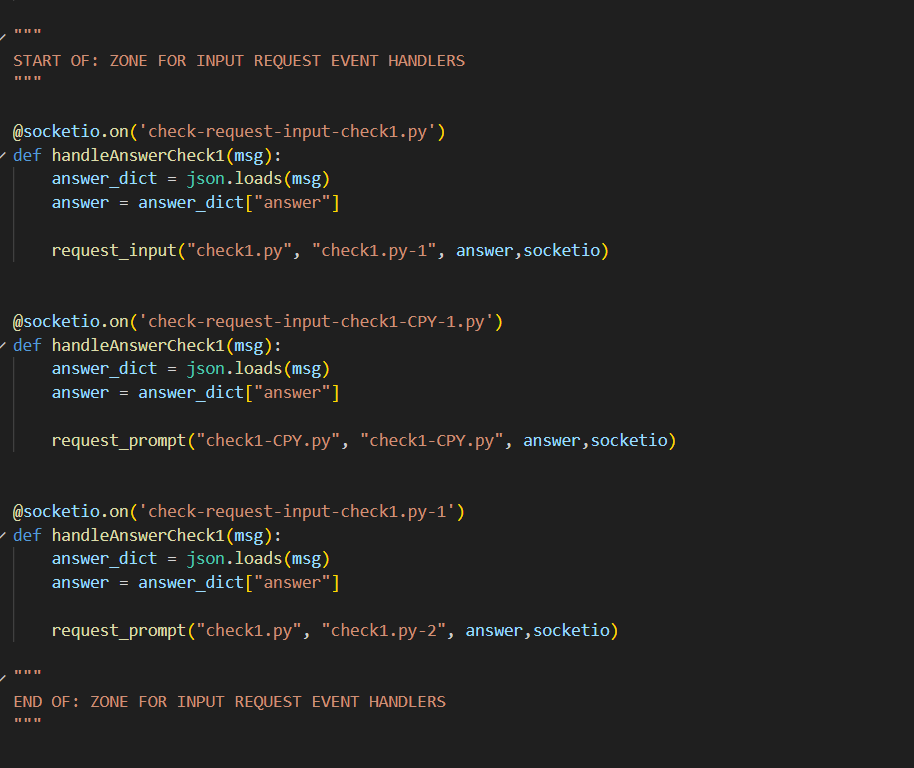 """
START OF: ZONE FOR INPUT REQUEST EVENT HANDLERS
"""
@socketio.on('check-request-input-check1.py')
def handleAnswerCheck1(msg):
answer_dict = json.loads(msg)
answer = answer_dict["answer"]
request_input("check1.py", "check1.py-1", answer,socketio)
@socketio.on('check-request-input-check1-CPY-1.py')
def handleAnswerCheck1(msg):
answer_dict = json.loads(msg)
answer = answer_dict["answer"]
request_prompt("check1-CPY.py", "check1-CPY.py", answer,socketio)
@socketio.on('check-request-input-check1.py-1')
def handleAnswerCheck1(msg):
answer_dict = json.loads(msg)
answer = answer_dict["answer"]
request_prompt("check1.py", "check1.py-2", answer,socketio)
"""
END OF: ZONE FOR INPUT REQUEST EVENT HANDLERS
"""